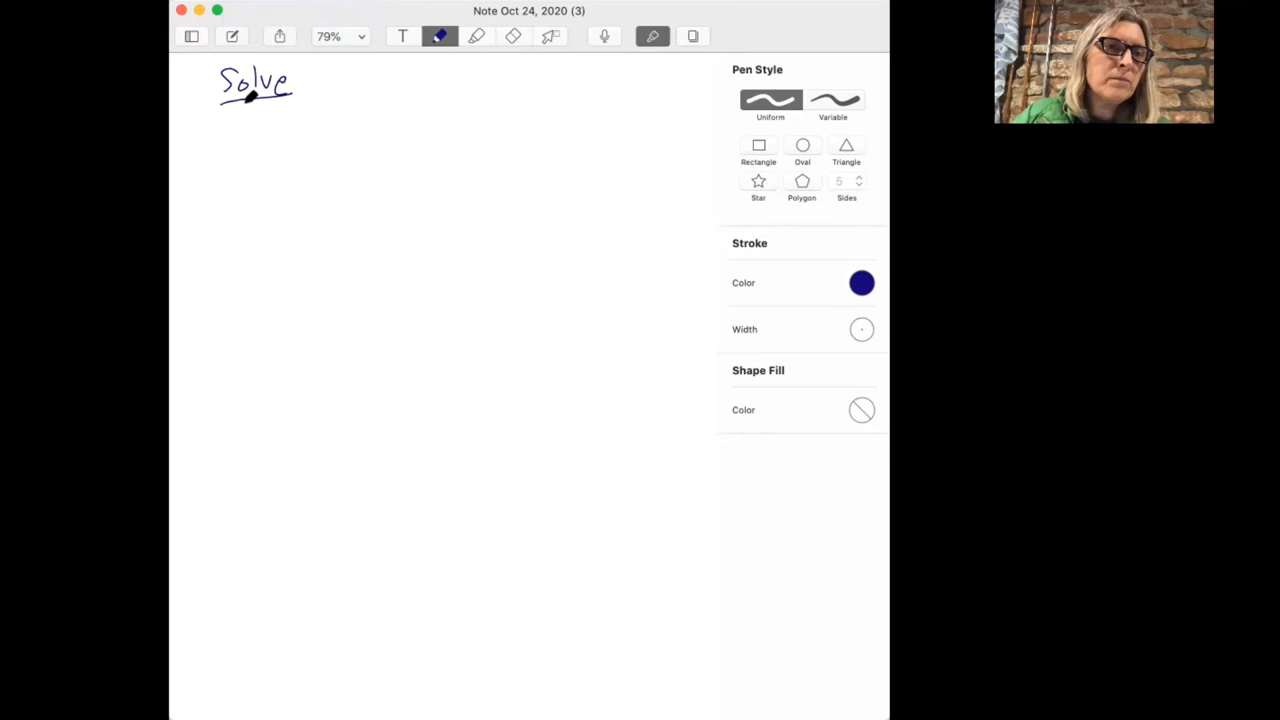 Note Oct 24, 2020 (3)
79%
T
Solve
Pen Style
Uniform
Variable
Rectangle
Oval
Triangle
5
Star
Polygon
Sides
Stroke
Color
Width
Shape Fill
Color